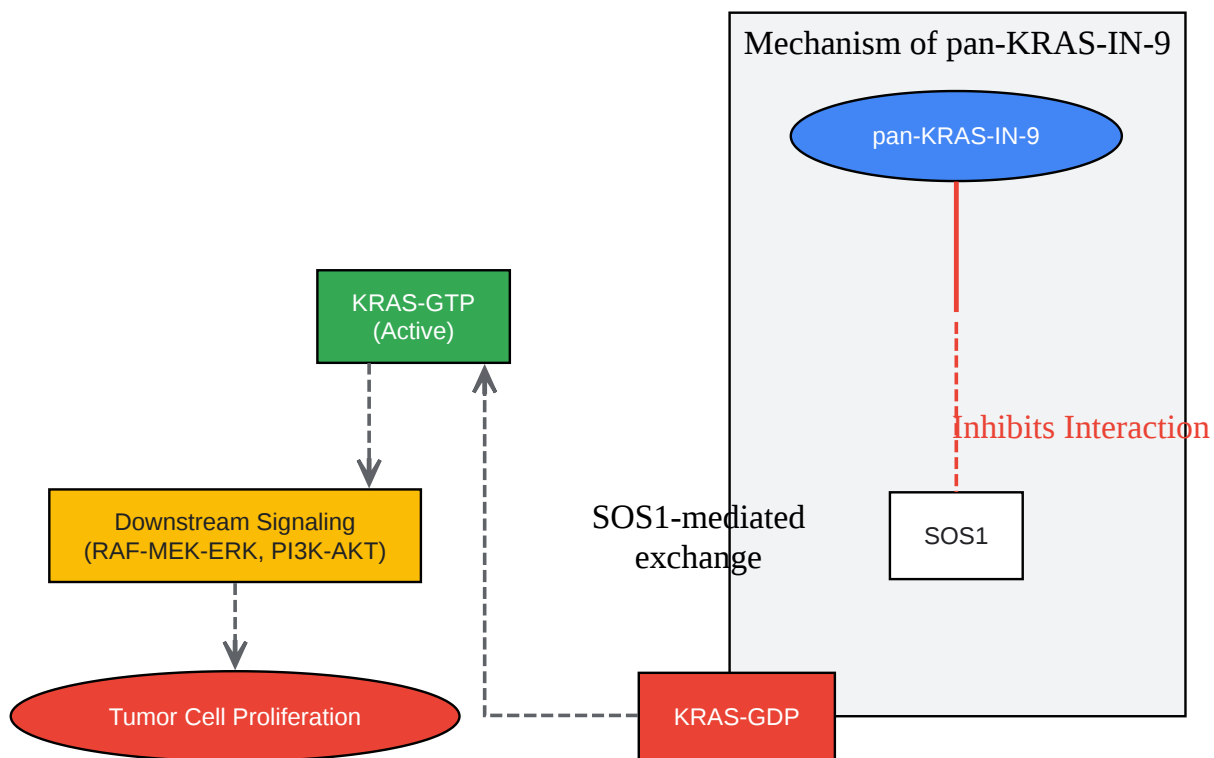 Mechanism of pan-KRAS-IN-9
pan-KRAS-IN-9
KRAS-GTP
(Active)
Inhibits Interaction
Downstream Signaling
(RAF-MEK-ERK, PI3K-AKT)
SOS1-mediated
exchange
SOS1
Tumor Cell Proliferation
KRAS-GDP